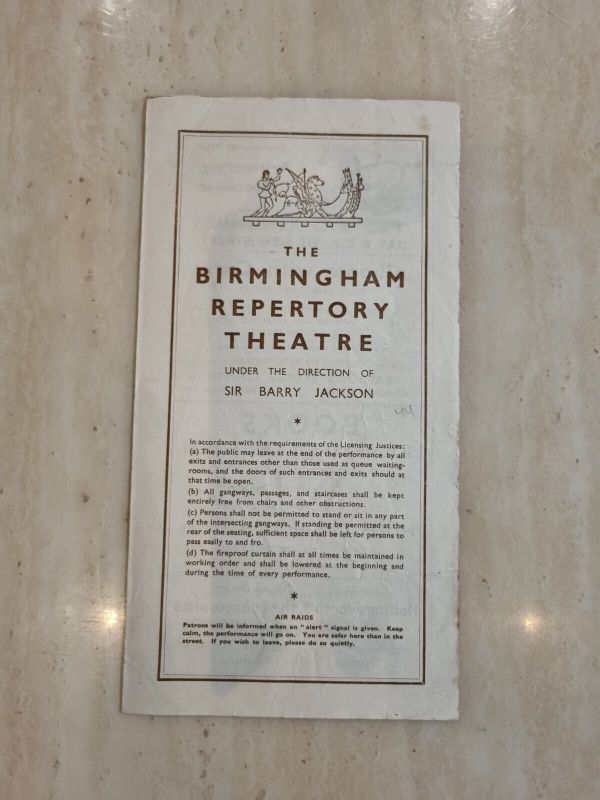 THE
BIRMINGHAM
REPERTORY
THEATRE
UNDER THE DIRECTION OF
SIR BARRY JACKSON
*
In accordance with the requirements of the Licensing Justices:
(a) The public may leave at the end of the performance by all
exits and entrances other than those used as queue waiting-
rooms, and the doors of such entrances and exits should at
that time be open.
(b) All gangways, passages, and staircases shall be kept
entirely free from chairs and other obstructions.
(c) Persons shall not be permitted to stand or sit in any part
of the intersecting gangways. If standing be permitted at the
rear of the seating, sufficient space shall be left for persons to
pass easily to and fro.
(d) The fireproof curtain shall at all times be maintained in
working order and shall be lowered at the beginning and
during the time of every performance.
*
AIR RAIDS
Patrons will be informed when an "alert" signal is given. Keep
calm, the performance will go on. You are safer here than in the
street. If you wish to leave, please do so quietly.